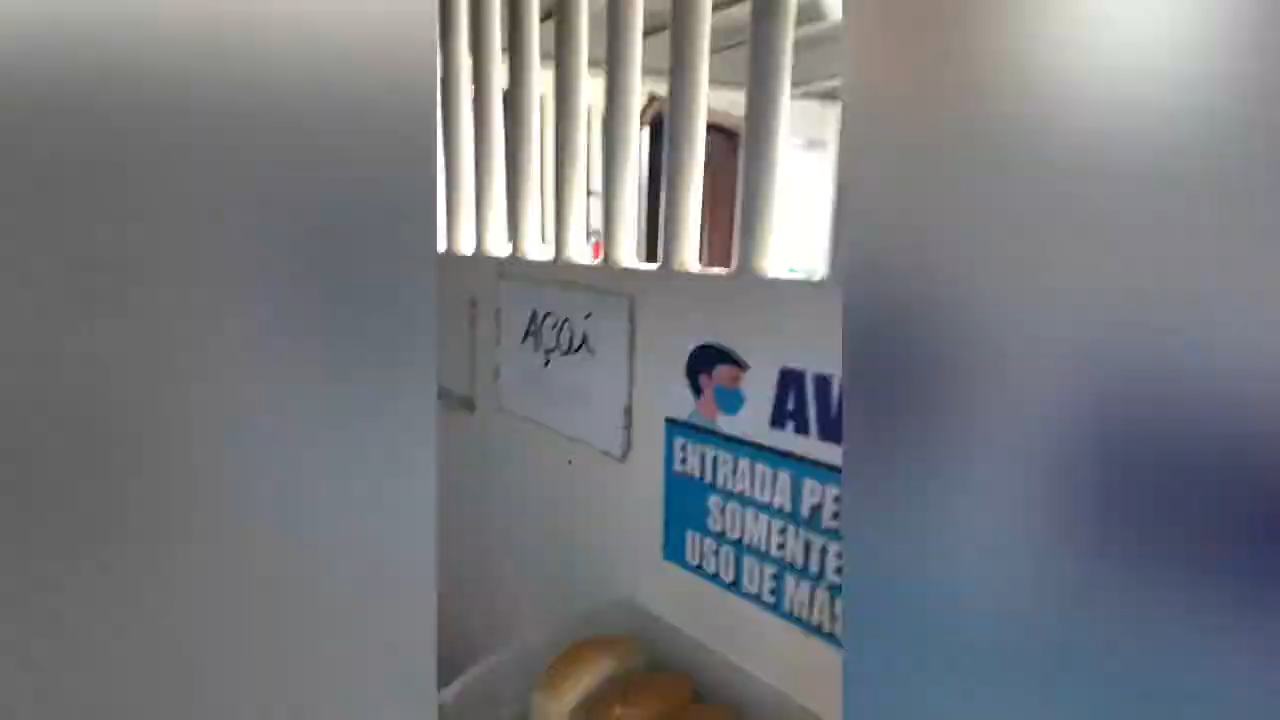 AÇAÍ
AV
ENTRADA PE
SOMENTE
USO DE MÁS